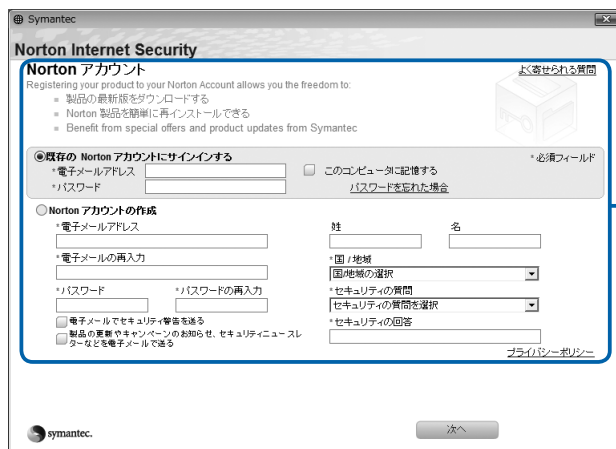 Symantec
Norton Internet Security
Norton アカウント
よく寄せられる質問
Registering your product to your Norton Account allows you the freedom to:
製品の最新版をダウンロードする
Norton 製品を簡単に再インストールできる
Benefit from special offers and product updates from Symantec
既存の Norton アカウントにサインインする
*必須フィールド
*電子メールアドレス
このコンピュータに記憶する
*パスワード
パスワードを忘れた場合
Norton アカウントの作成
*電子メールアドレス
姓
名
*電子メールの再入力
*国 / 地域
国/地域の選択
*パスワード
*パスワードの再入力
*セキュリティの質問
セキュリティの質問を選択
電子メールでセキュリティ警告を送る
*セキュリティの回答
製品の更新やキャンペーンのお知らせ、セキュリティニュースレ
ターなどを電子メールで送る
プライバシーポリシー
symantec.
次へ